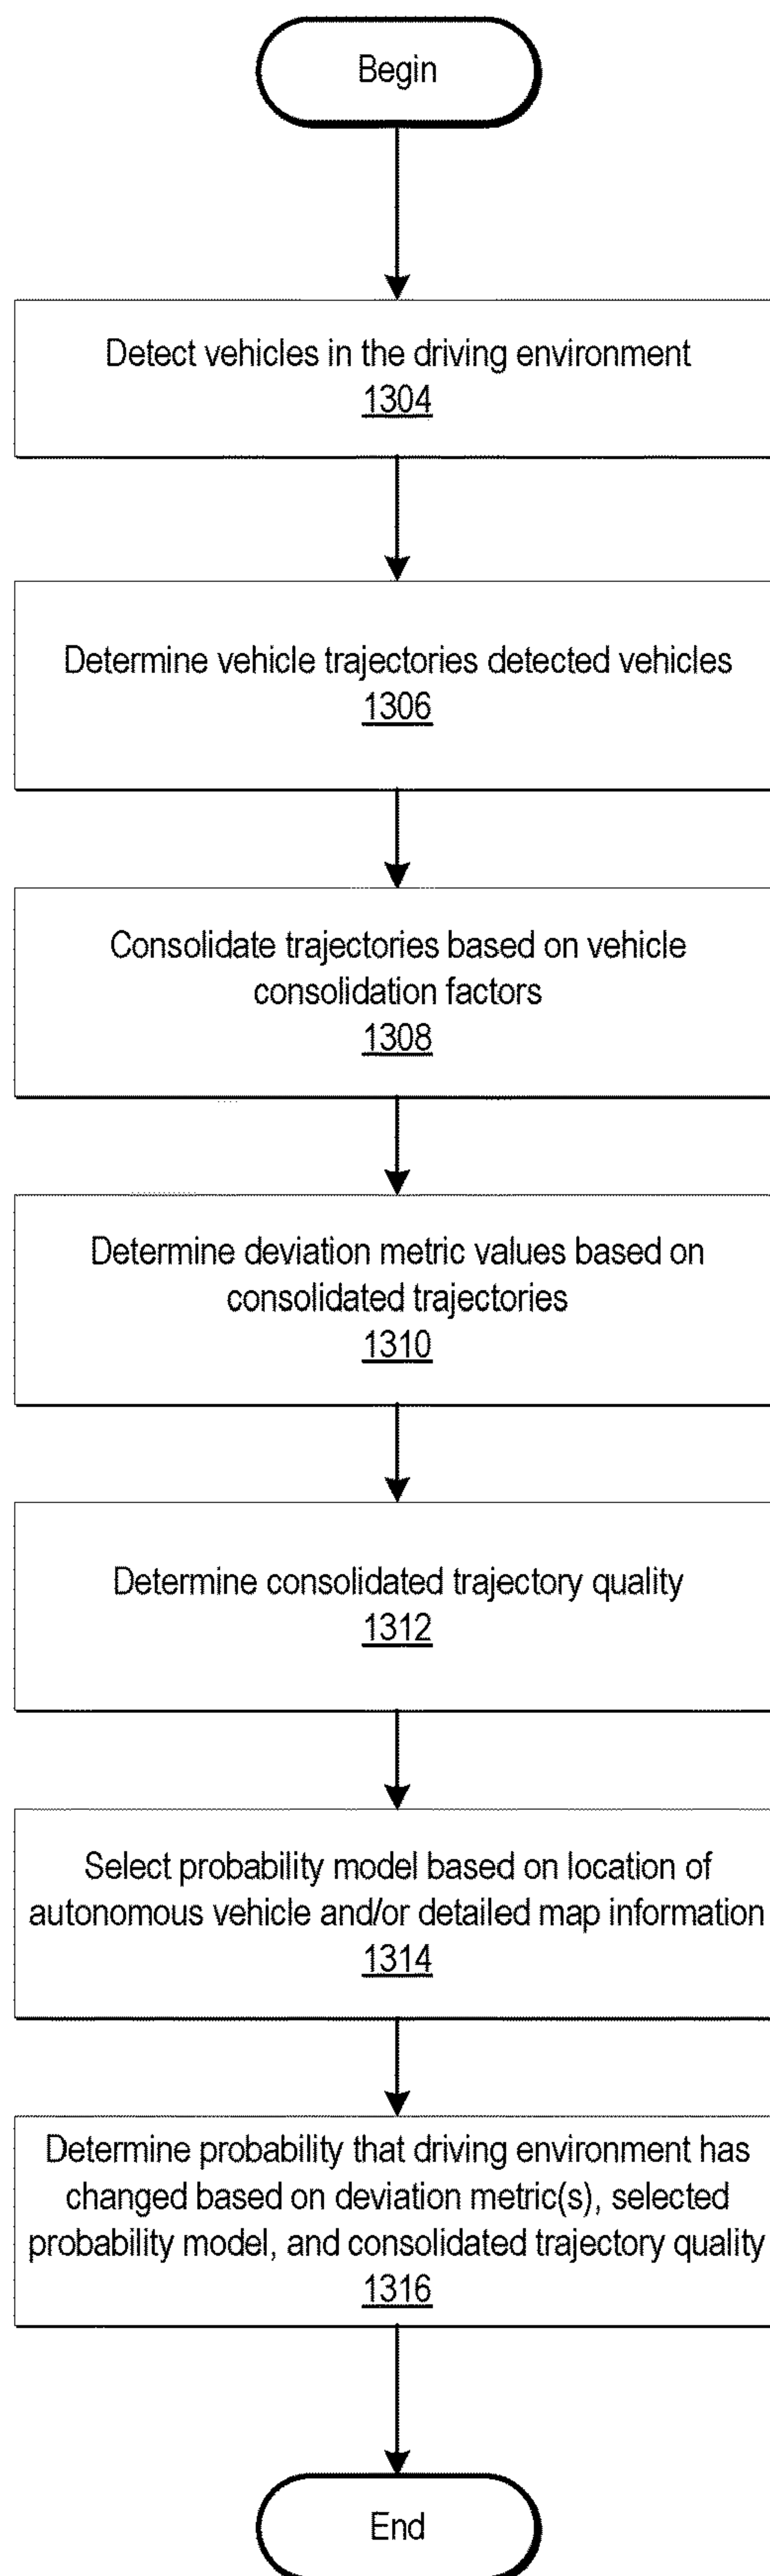 Begin
Detect vehicles in the driving environment
1304
Determine vehicle trajectories detected vehicles
1306
Consolidate trajectories based on vehicle
consolidation factors
1308
Determine deviation metric values based on
consolidated trajectories
1310
Determine consolidated trajectory quality
1312
Select probability model based on location of
autonomous vehicle and/or detailed map information
1314
Determine probability that driving environment has
changed based on deviation metric(s), selected
probability model, and consolidated trajectory quality
1316
End